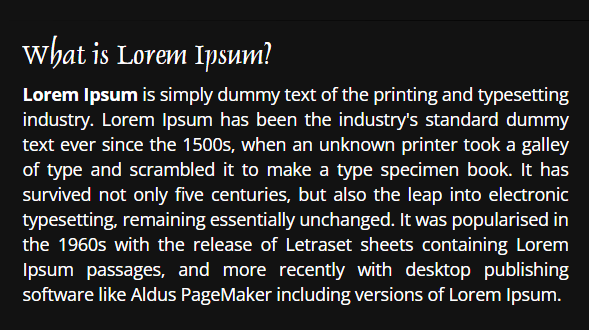 What is Lorem Ipsum?
Lorem Ipsum is simply dummy text of the printing and typesetting
industry. Lorem Ipsum has been the industry's standard dummy
text ever since the 1500s, when an unknown printer took a galley
of type and scrambled it to make a type specimen book. It has
survived not only five centuries, but also the leap into electronic
typesetting, remaining essentially unchanged. It was popularised in
the 1960s with the release of Letraset sheets containing Lorem
Ipsum passages, and more recently with desktop publishing
software like Aldus PageMaker including versions of Lorem Ipsum.